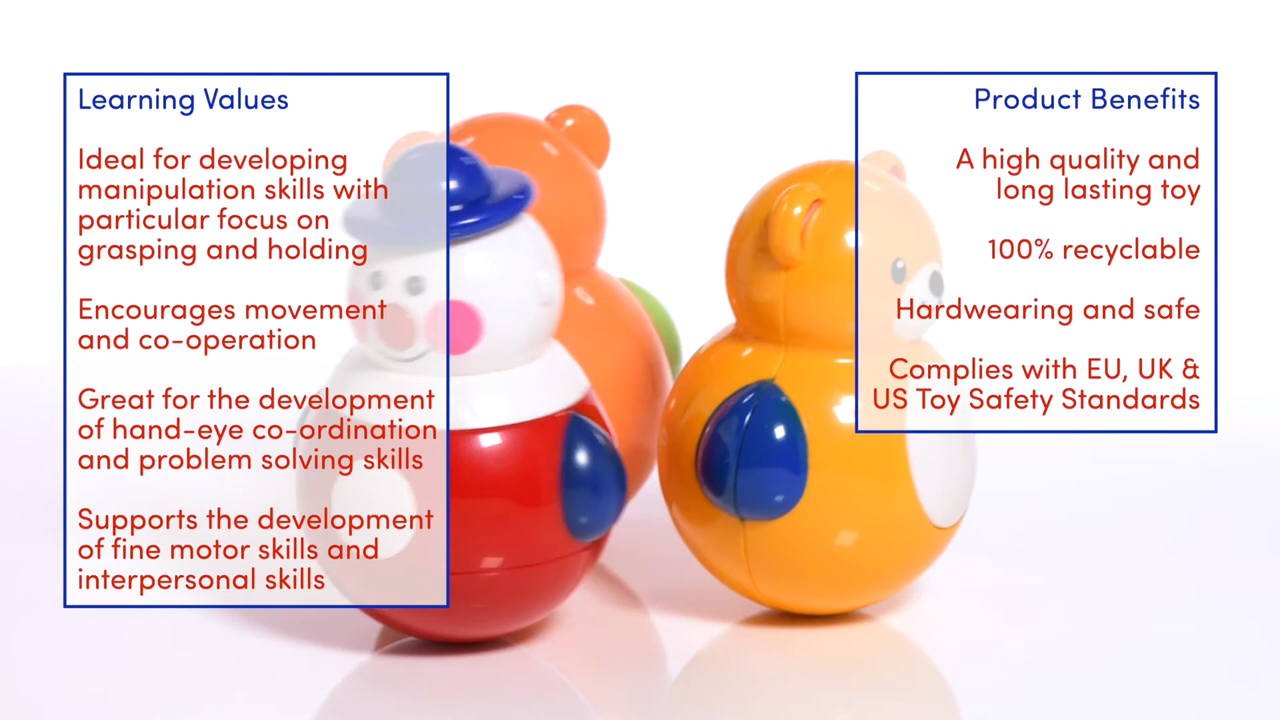 Learning Values
Ideal for developing
manipulation skills with
particular focus on
grasping and holding
Encourages movement
and co-operation
Great for the development
of hand-eye co-ordination
and problem solving skills
Supports the development
of fine motor skills and
interpersonal skills
Product Benefits
A high quality and
long lasting toy
100% recyclable
Hardwearing and safe
Complies with EU, UK &
US Toy Safety Standards